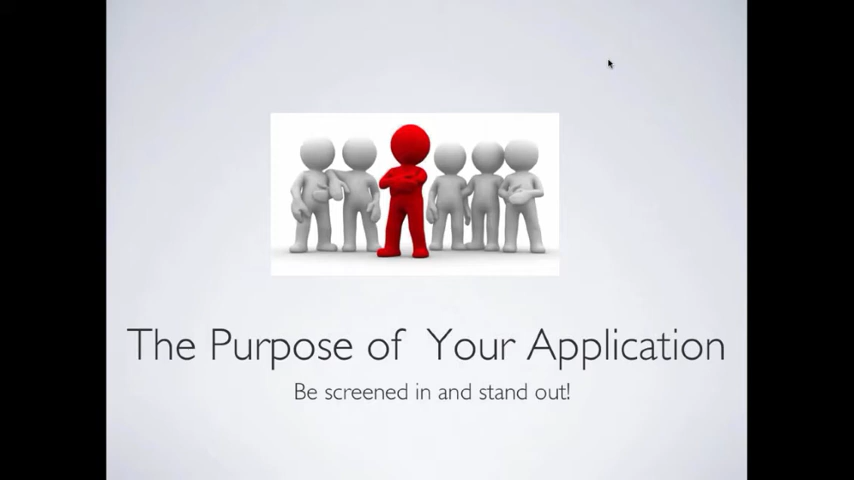 The Purpose of Your Application
Be screened in and stand out!